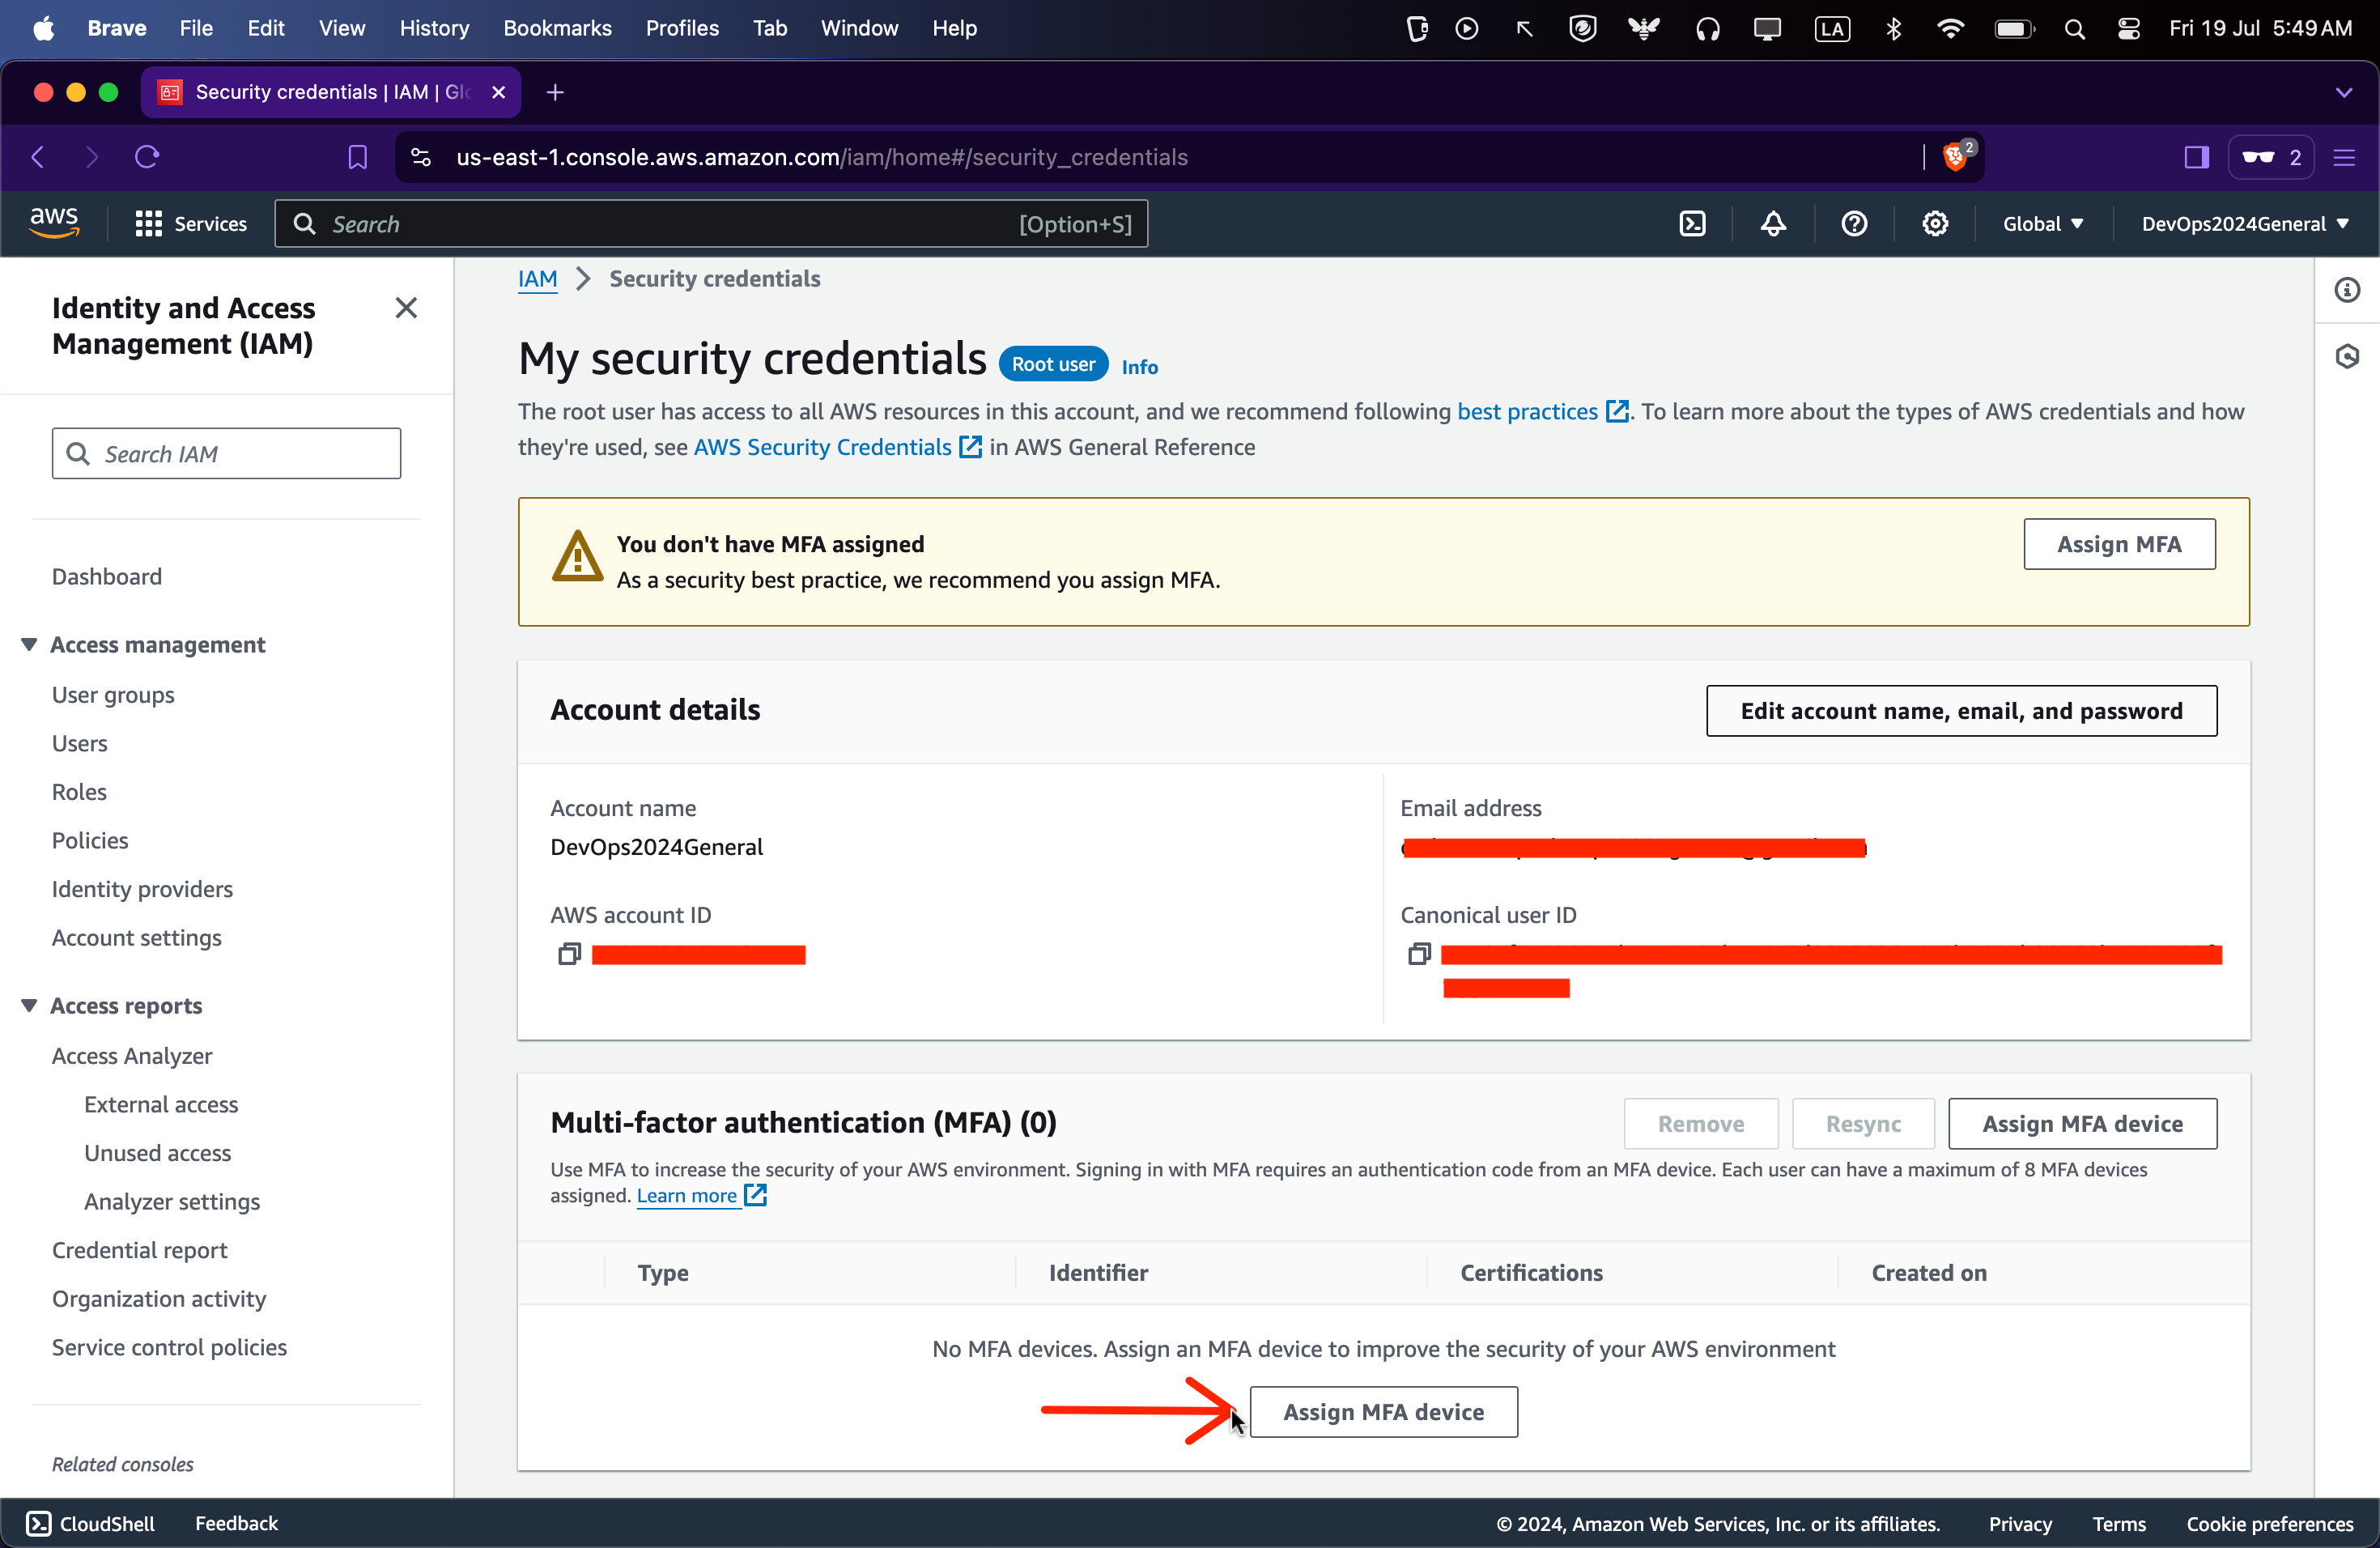 Brave File Edit View History Bookmarks Profiles Tab Window Help LA Fri 19 Jul 5:49 AM
Security credentials | IAM | Glo
us-east-1.console.aws.amazon.com/iam/home#/security_credentials 2 2
aws Services Search [Option+S] Global DevOps2024General
Identity and Access
Management (IAM)
Search IAM
Dashboard
Access management
User groups
Users
Roles
Policies
Identity providers
Account settings
Access reports
Access Analyzer
External access
Unused access
Analyzer settings
Credential report
Organization activity
Service control policies
Related consoles
IAM Security credentials
My security credentials Root user Info
The root user has access to all AWS resources in this account, and we recommend following best practices. To learn more about the types of AWS credentials and how
they're used, see AWS Security Credentials in AWS General Reference
You don't have MFA assigned
As a security best practice, we recommend you assign MFA.
Assign MFA
Account details
Edit account name, email, and password
Account name
DevOps2024General
Email address
AWS account ID
Canonical user ID
Multi-factor authentication (MFA) (0)
Remove Resync Assign MFA device
Use MFA to increase the security of your AWS environment. Signing in with MFA requires an authentication code from an MFA device. Each user can have a maximum of 8 MFA devices
assigned. Learn more
Type Identifier Certifications Created on
No MFA devices. Assign an MFA device to improve the security of your AWS environment
Assign MFA device
CloudShell Feedback © 2024, Amazon Web Services, Inc. or its affiliates. Privacy Terms Cookie preferences